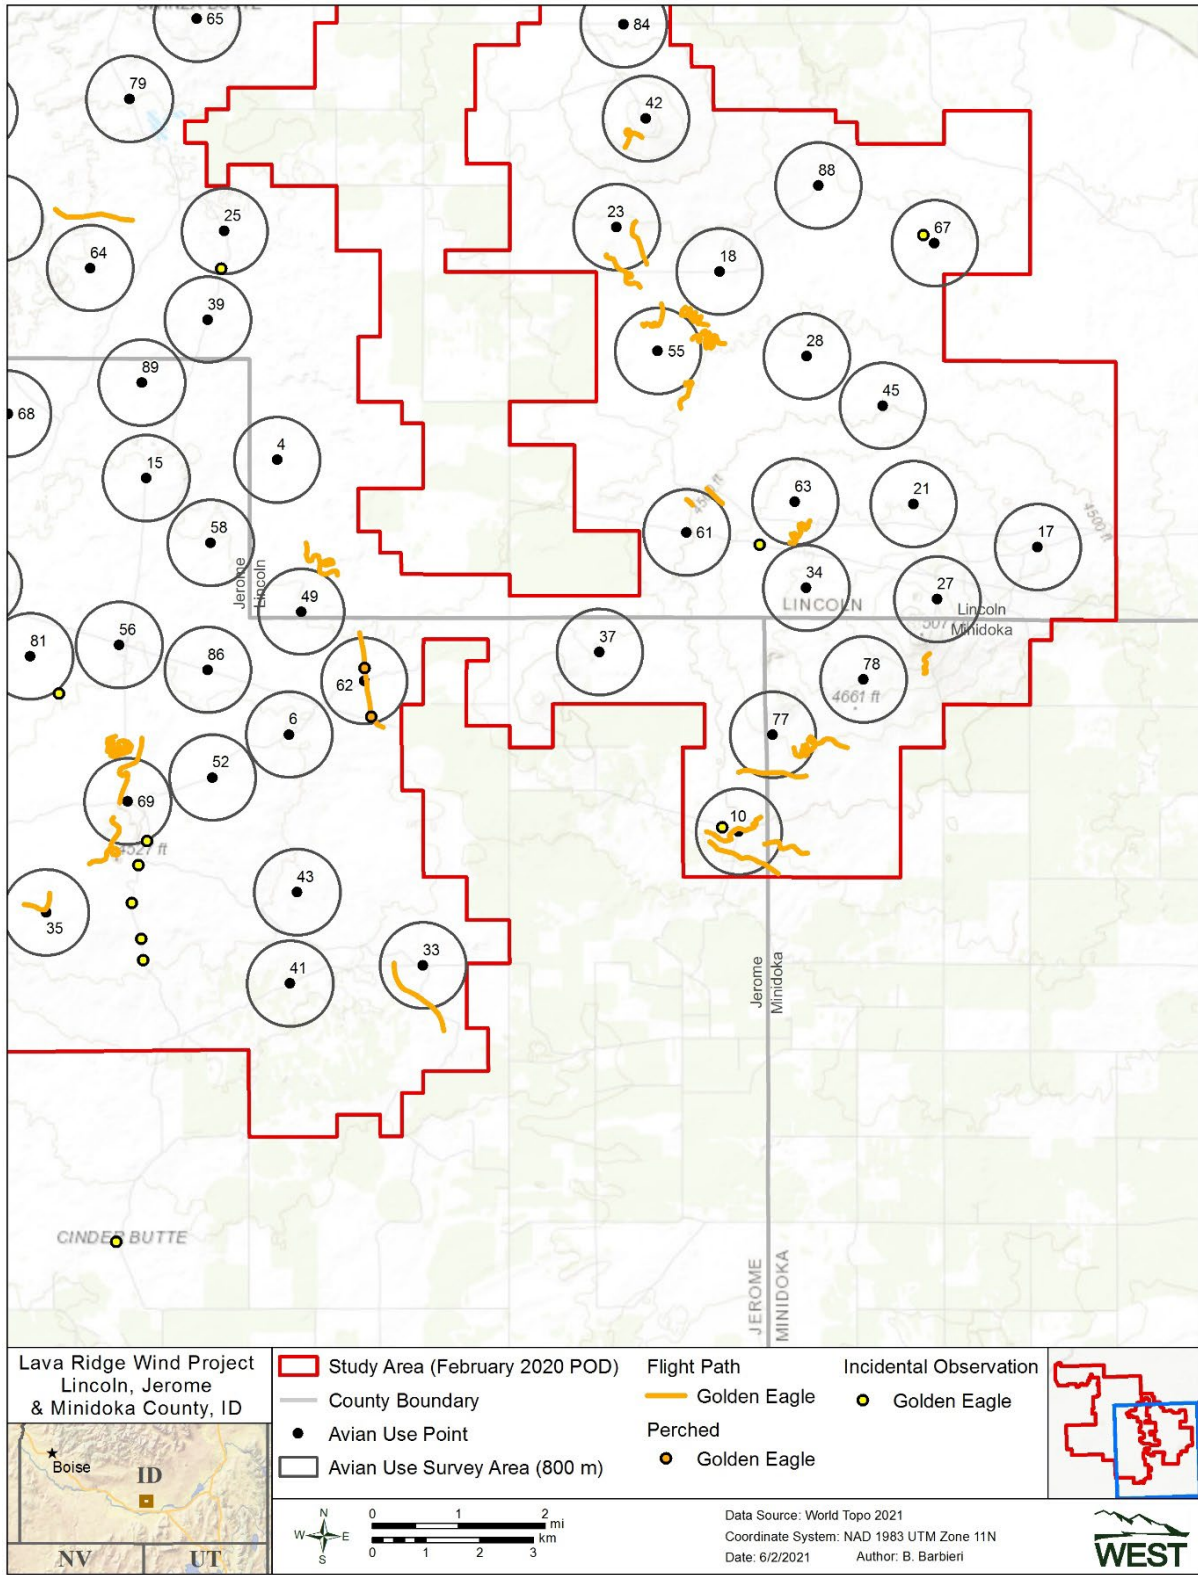 65
84
79
42
88
25
23
67
64
18
39
28
55
89
45
68
4
15
63
21
58
61
17
4500 ft
34
27
49
LINCOLN
Jerome
Lincoln
Lincoln
Minidoka
81
56
86
37
62
78
4661 ft
6
77
52
69
10
4527 ft
43
35
33
41
Jerome
Minidoka
CINDER BUTTE
JEROME
MINIDOKA
Lava Ridge Wind Project
Lincoln, Jerome
& Minidoka County, ID
Boise
ID
NV
UT
Study Area (February 2020 POD)
County Boundary
Avian Use Point
Avian Use Survey Area (800 m)
Flight Path
Golden Eagle
Perched
Golden Eagle
Incidental Observation
Golden Eagle
N
W E
S
0 1 2
mi
km
0 1 2 3
Data Source: World Topo 2021
Coordinate System: NAD 1983 UTM Zone 11N
Date: 6/2/2021 Author: B. Barbieri
WEST